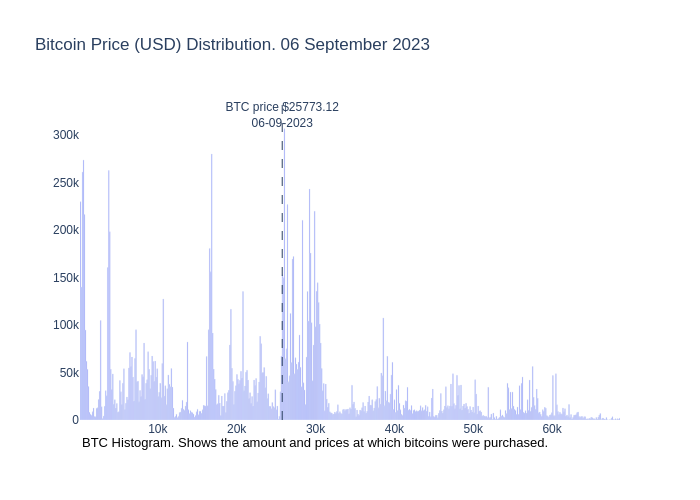 Bitcoin Price (USD) Distribution. 06 September 2023
BTC price $25773.12
06-09-2023
300k
250k
200k
150k
100k
50k
0
10k 20k 30k 40k 50k 60k
BTC Histogram. Shows the amount and prices at which bitcoins were purchased.